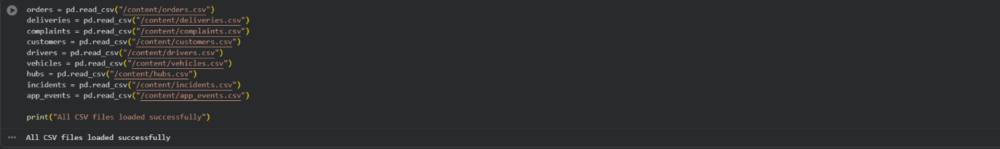 orders = pd.read_csv("/content/orders.csv")
deliveries = pd.read_csv("/content/deliveries.csv")
complaints = pd.read_csv("/content/complaints.csv")
customers = pd.read_csv("/content/customers.csv")
drivers = pd.read_csv("/content/drivers.csv")
vehicles = pd.read_csv("/content/vehicles.csv")
hubs = pd.read_csv("/content/hubs.csv")
incidents = pd.read_csv("/content/incidents.csv")
app_events = pd.read_csv("/content/app_events.csv")
print("All CSV files loaded successfully")
All CSV files loaded successfully